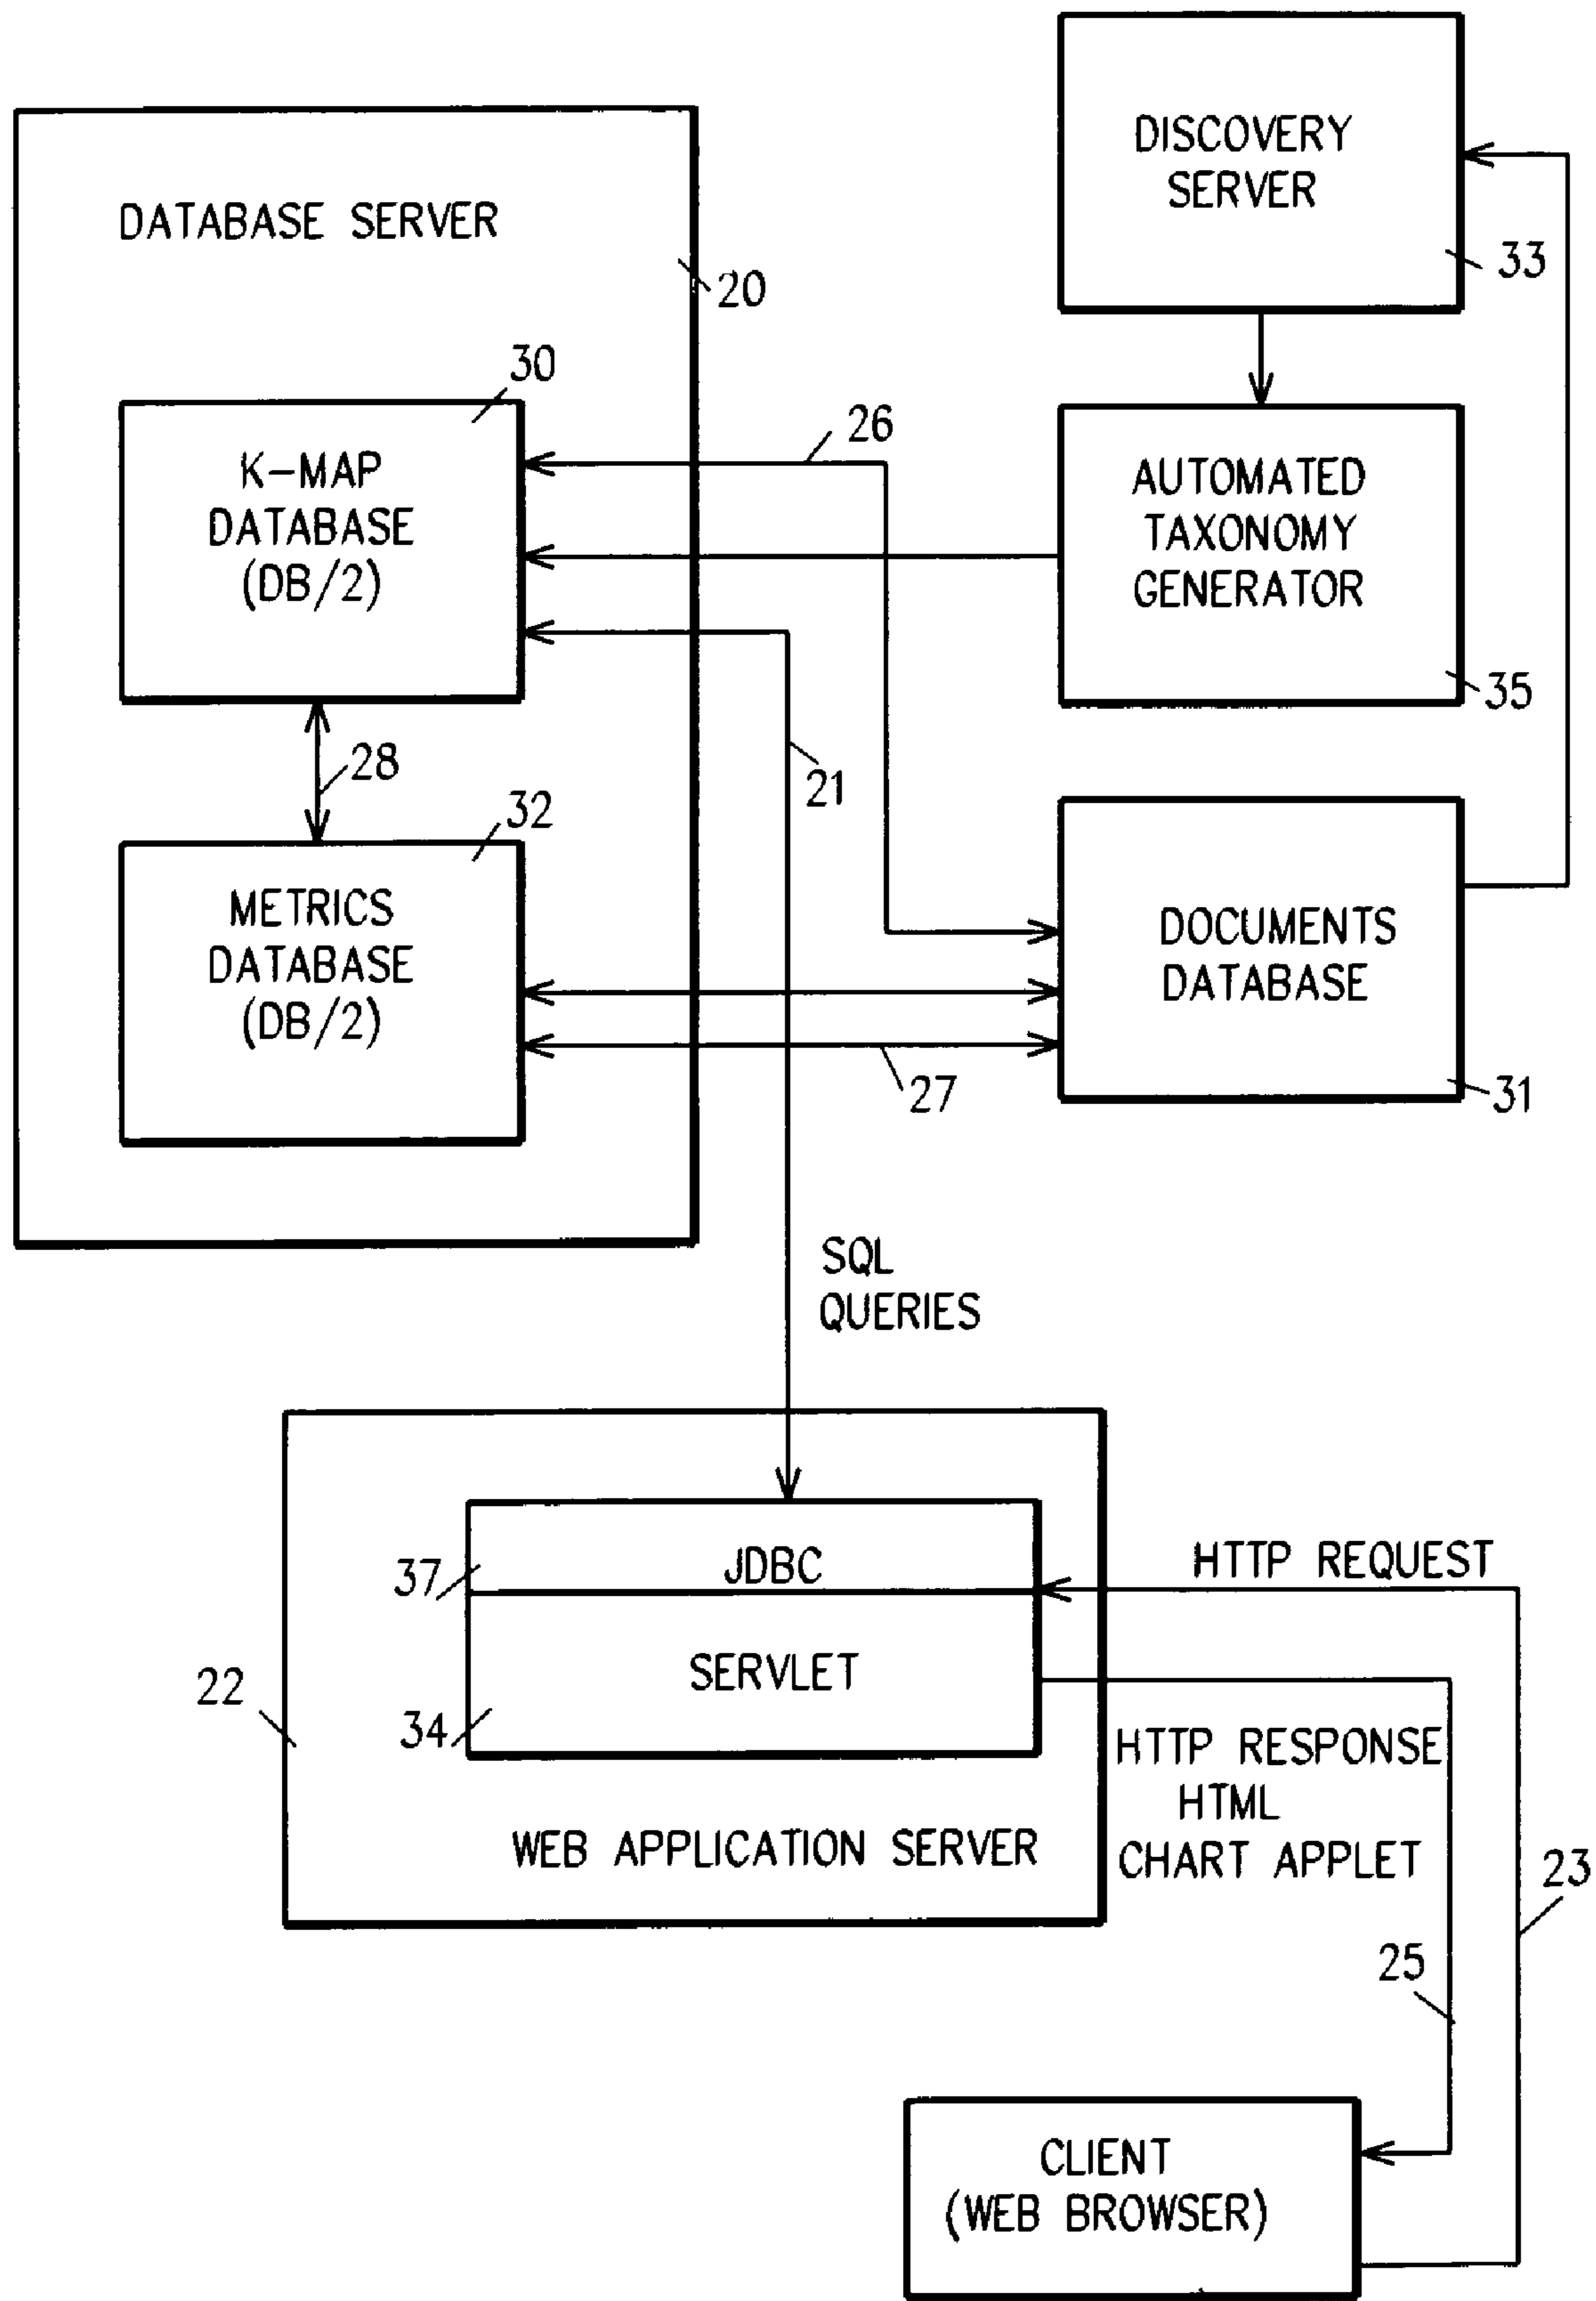 DISCOVERY
SERVER
33
DATABASE SERVER
20
30
K-MAP
DATABASE
(DB/2)
26
AUTOMATED
TAXONOMY
GENERATOR
35
28
21
32
METRICS
DATABASE
(DB/2)
DOCUMENTS
DATABASE
27
31
SQL
QUERIES
37
JDBC
HTTP REQUEST
22
SERVLET
34
HTTP RESPONSE
HTML
CHART APPLET
WEB APPLICATION SERVER
23
25
CLIENT
(WEB BROWSER)